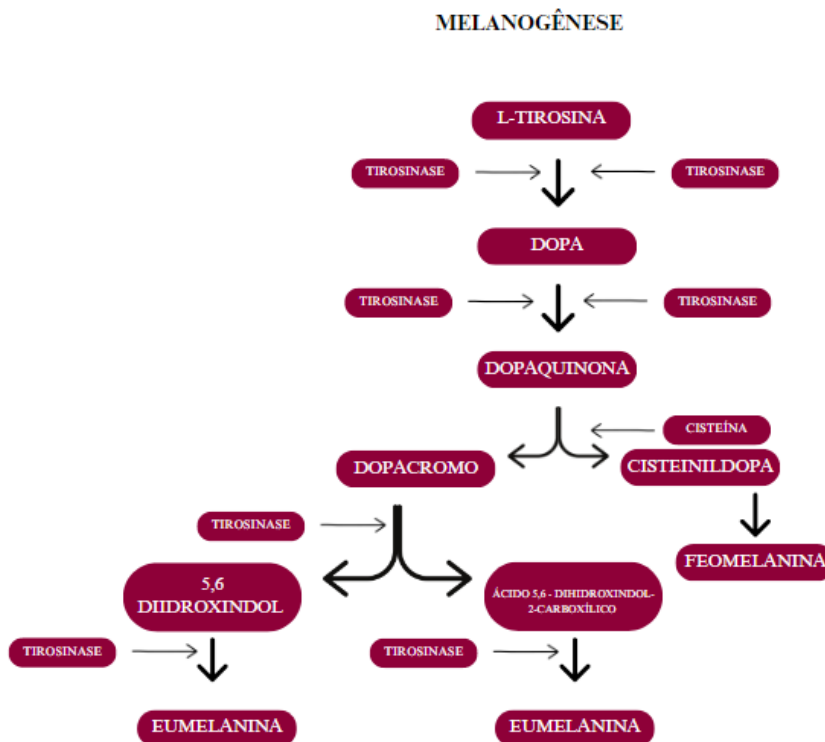 MELANOGÊNESE
L-TIROSINA
TIROSINASE
TIROSINASE
DOPA
TIROSINASE
TIROSINASE
DOPAQUINONA
CISTEÍNA
DOPACROMO
CISTEINILDOPA
TIROSINASE
FEOMELANINA
5,6
DIIDROXINDOL
ÁCIDO 5,6 - DIHIDROXINDOL-
2-CARBOXÍLICO
TIROSINASE
TIROSINASE
EUMELANINA
EUMELANINA